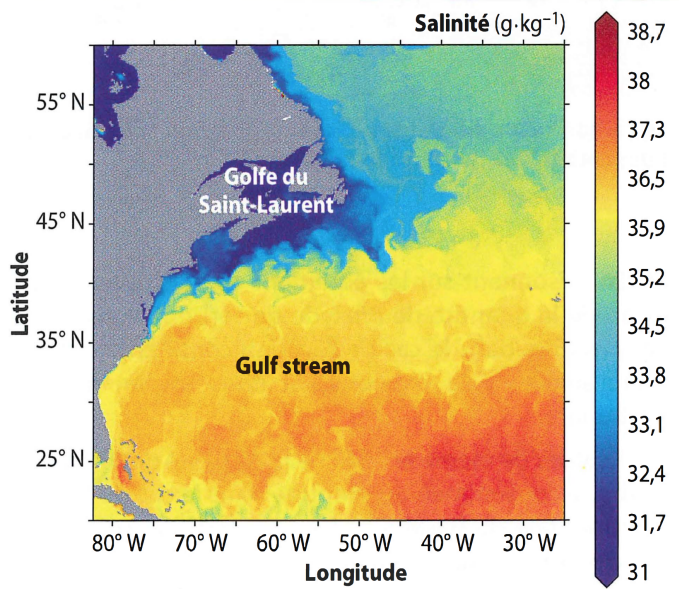 Salinité (g·kg⁻¹)
38,7
38
37,3
36,5
35,9
35,2
34,5
33,8
33,1
32,4
31,7
31
55° N
45° N
35° N
25° N
Latitude
Golfe du
Saint-Laurent
Gulf stream
80° W 70° W 60° W 50° W 40° W 30° W
Longitude